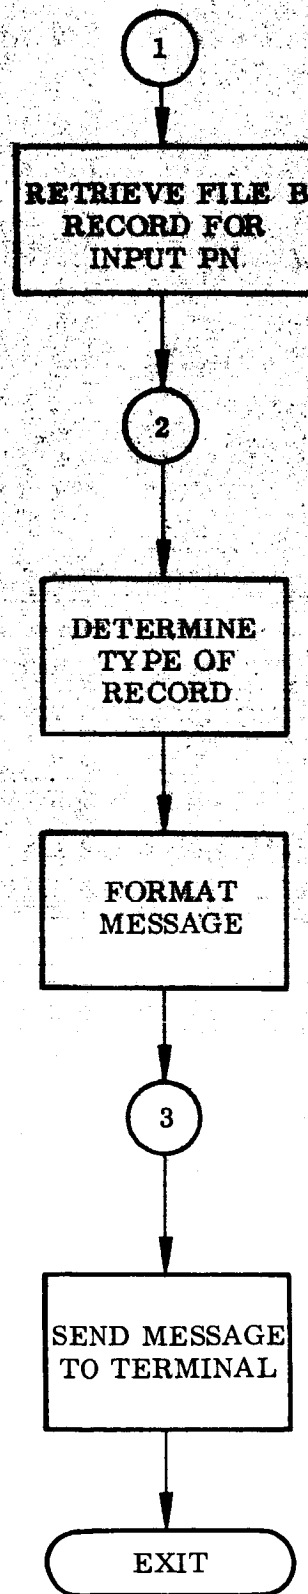 1
RETRIEVE FILE B
RECORD FOR
INPUT PN
2
DETERMINE
TYPE OF
RECORD
FORMAT
MESSAGE
3
SEND MESSAGE
TO TERMINAL
EXIT